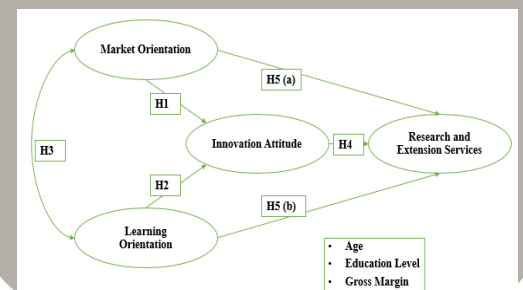 Market Orientation
H5 (a)
H1
H3
Innovation Attitude
H4
Research and
Extension Services
H2
H5 (b)
Learning
Orientation
• Age
• Education Level
• Gross Margin